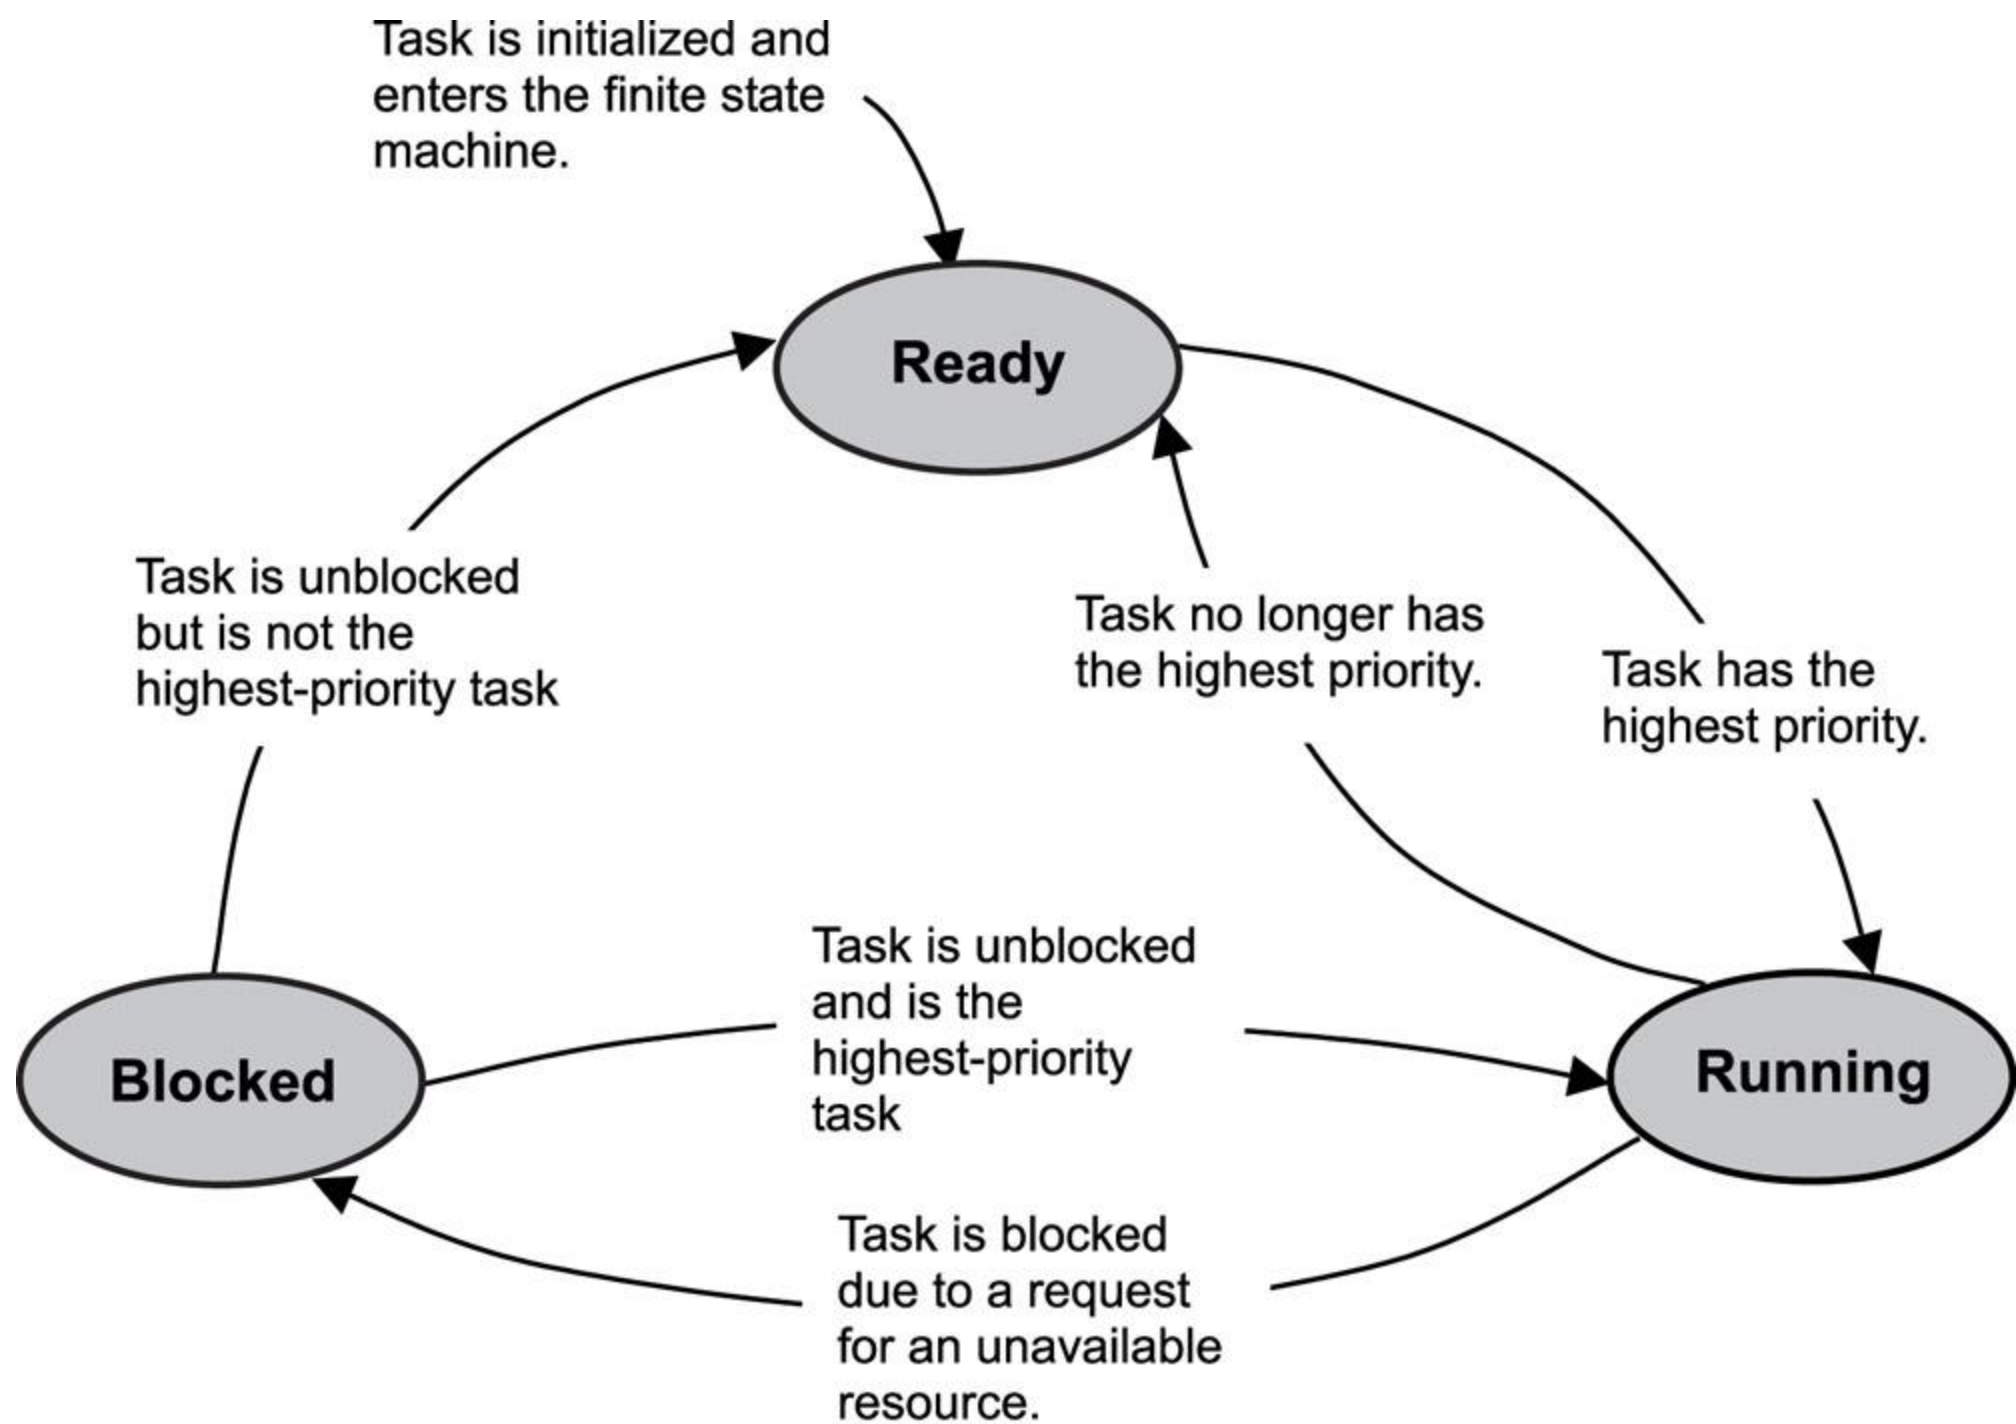 Task is initialized and
enters the finite state
machine.
Ready
Task is unblocked
but is not the
highest-priority task
Task no longer has
the highest priority.
Task has the
highest priority.
Task is unblocked
and is the
highest-priority
task
Blocked
Running
Task is blocked
due to a request
for an unavailable
resource.